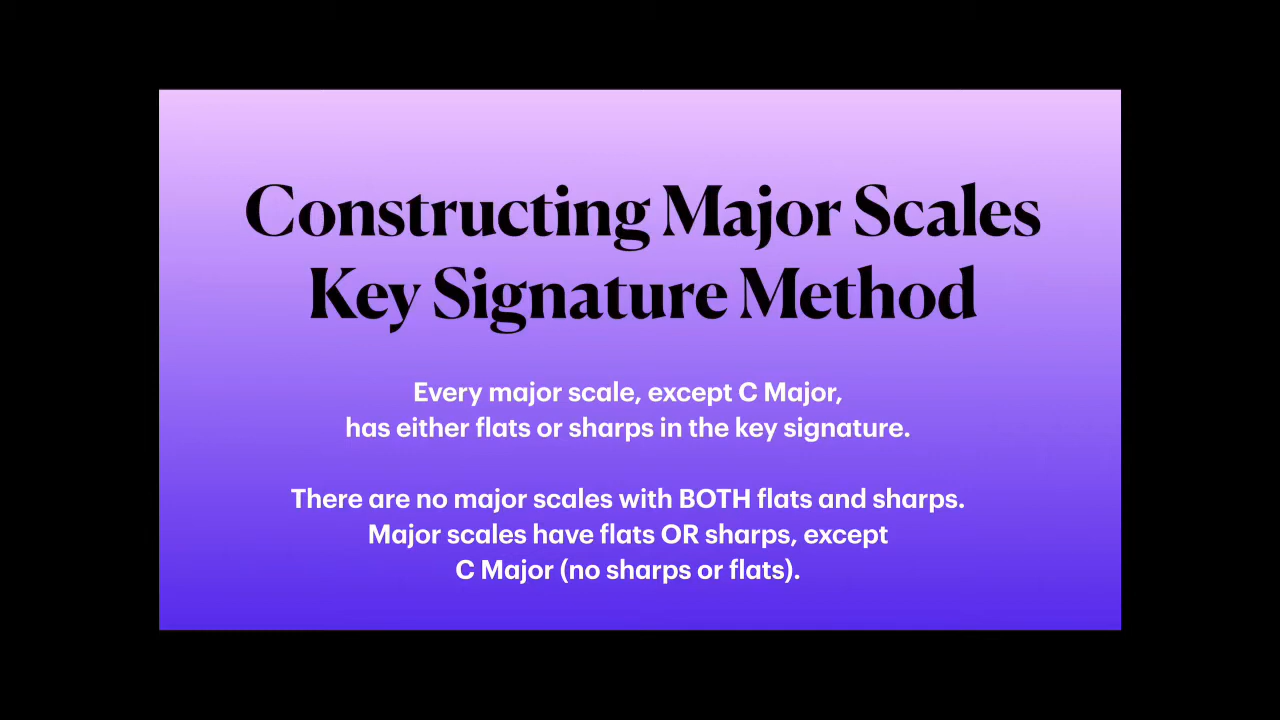 Constructing Major Scales
Key Signature Method
Every major scale, except C Major,
has either flats or sharps in the key signature.
There are no major scales with BOTH flats and sharps.
Major scales have flats OR sharps, except
C Major (no sharps or flats).